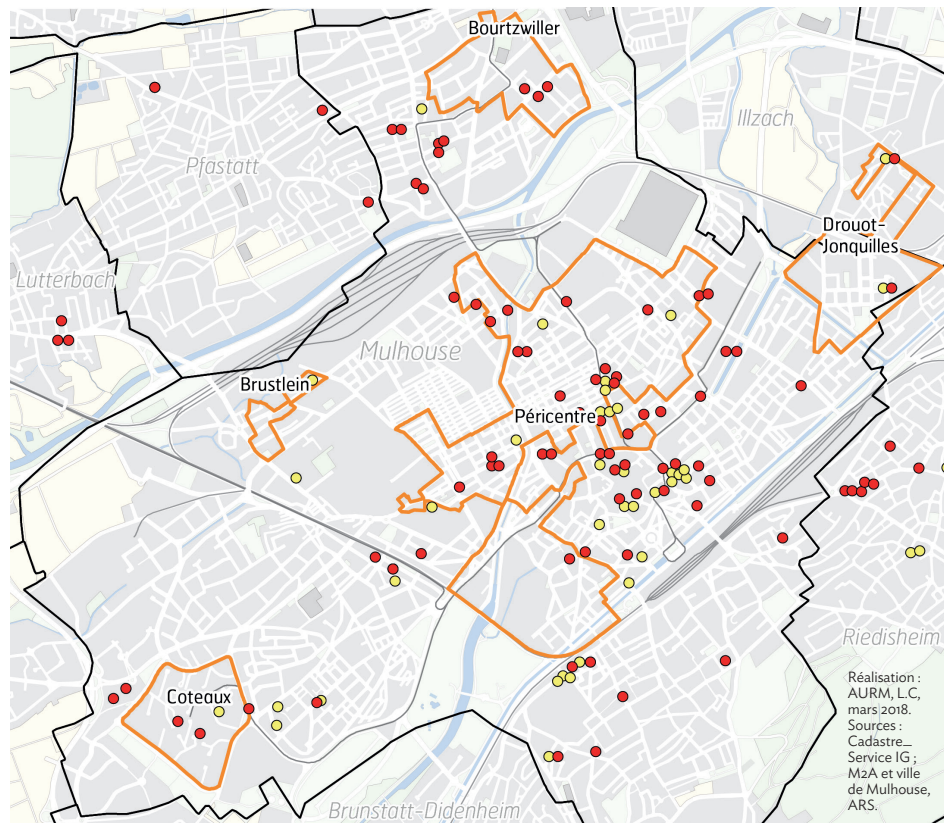 Bourtzwiller
Illzach
Pfastatt
Drouot-
Jonquilles
Lutterbach
Mulhouse
Brustlein
Péricentre
Riedisheim
Coteaux
Brunstatt-Didenheim
Réalisation :
AURM, L.C,
mars 2018.
Sources :
Cadastre_
Service IG ;
M2A et ville
de Mulhouse,
ARS.